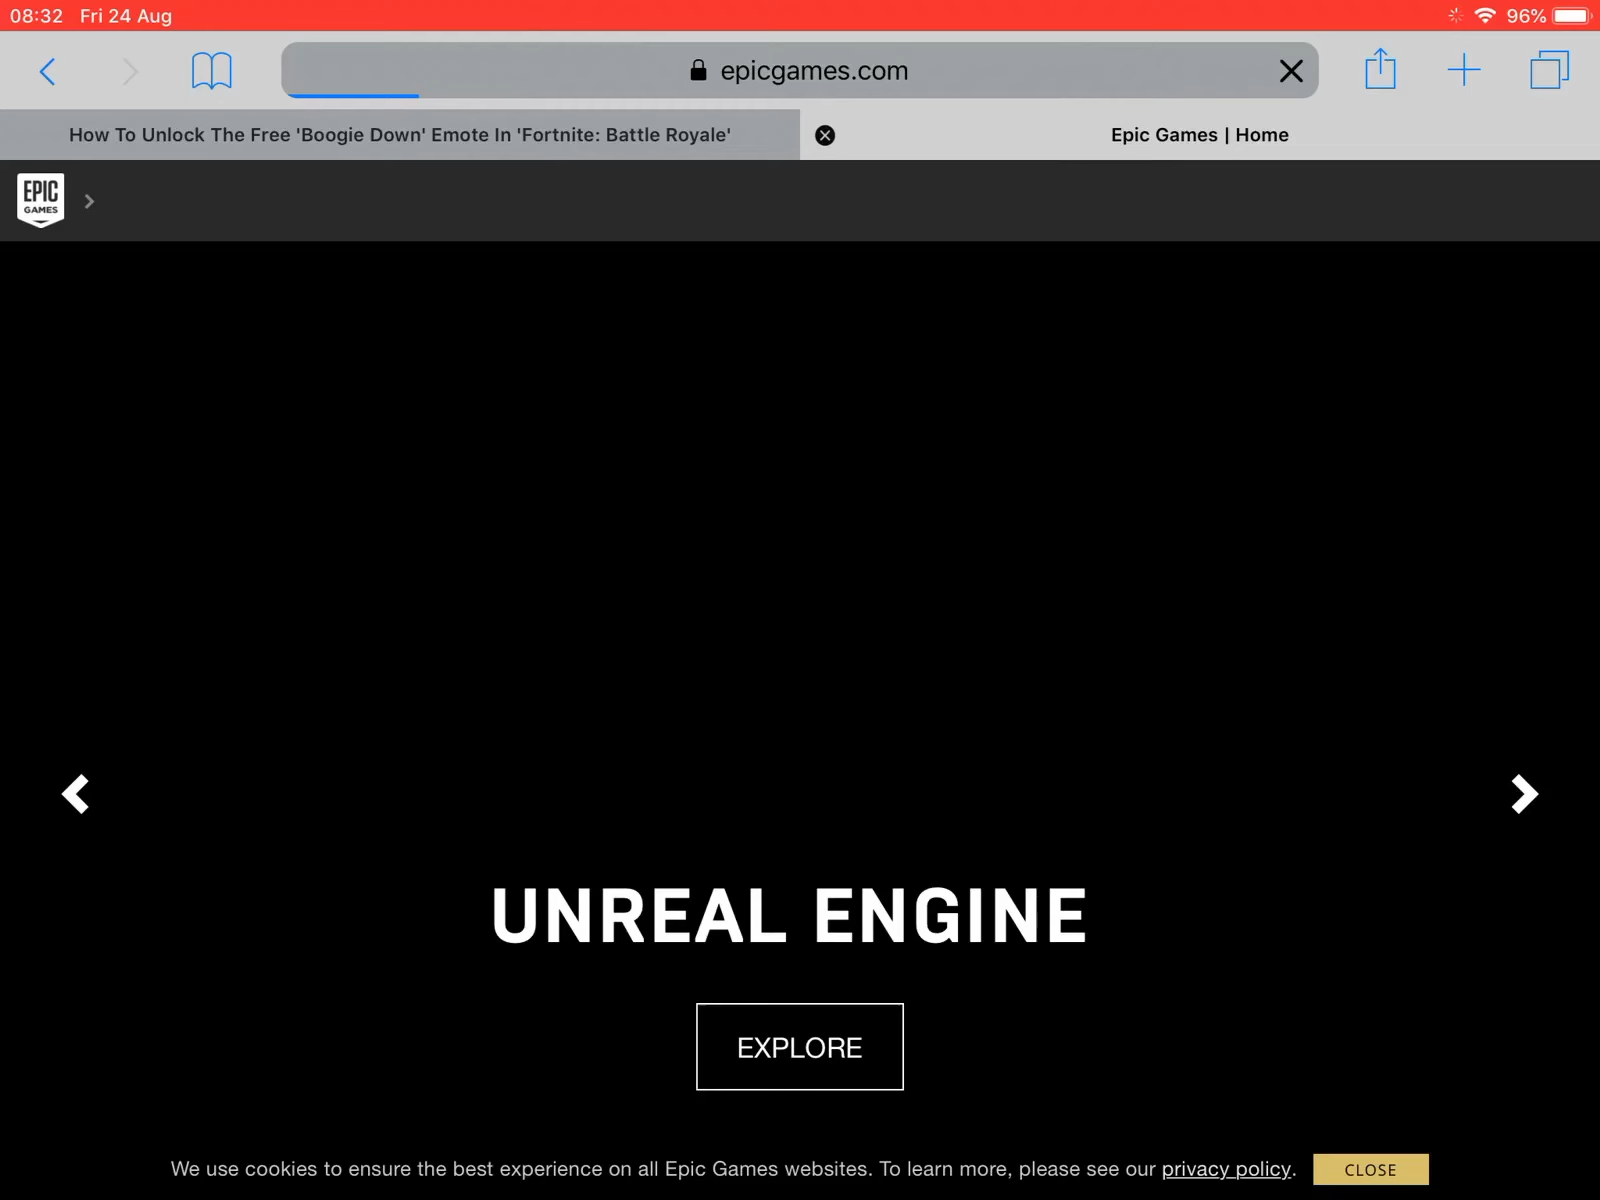 08:32 Fri 24 Aug 96%
epicgames.com
How To Unlock The Free 'Boogie Down' Emote In 'Fortnite: Battle Royale'
Epic Games | Home
EPIC
GAMES
UNREAL ENGINE
EXPLORE
We use cookies to ensure the best experience on all Epic Games websites. To learn more, please see our privacy policy.
CLOSE